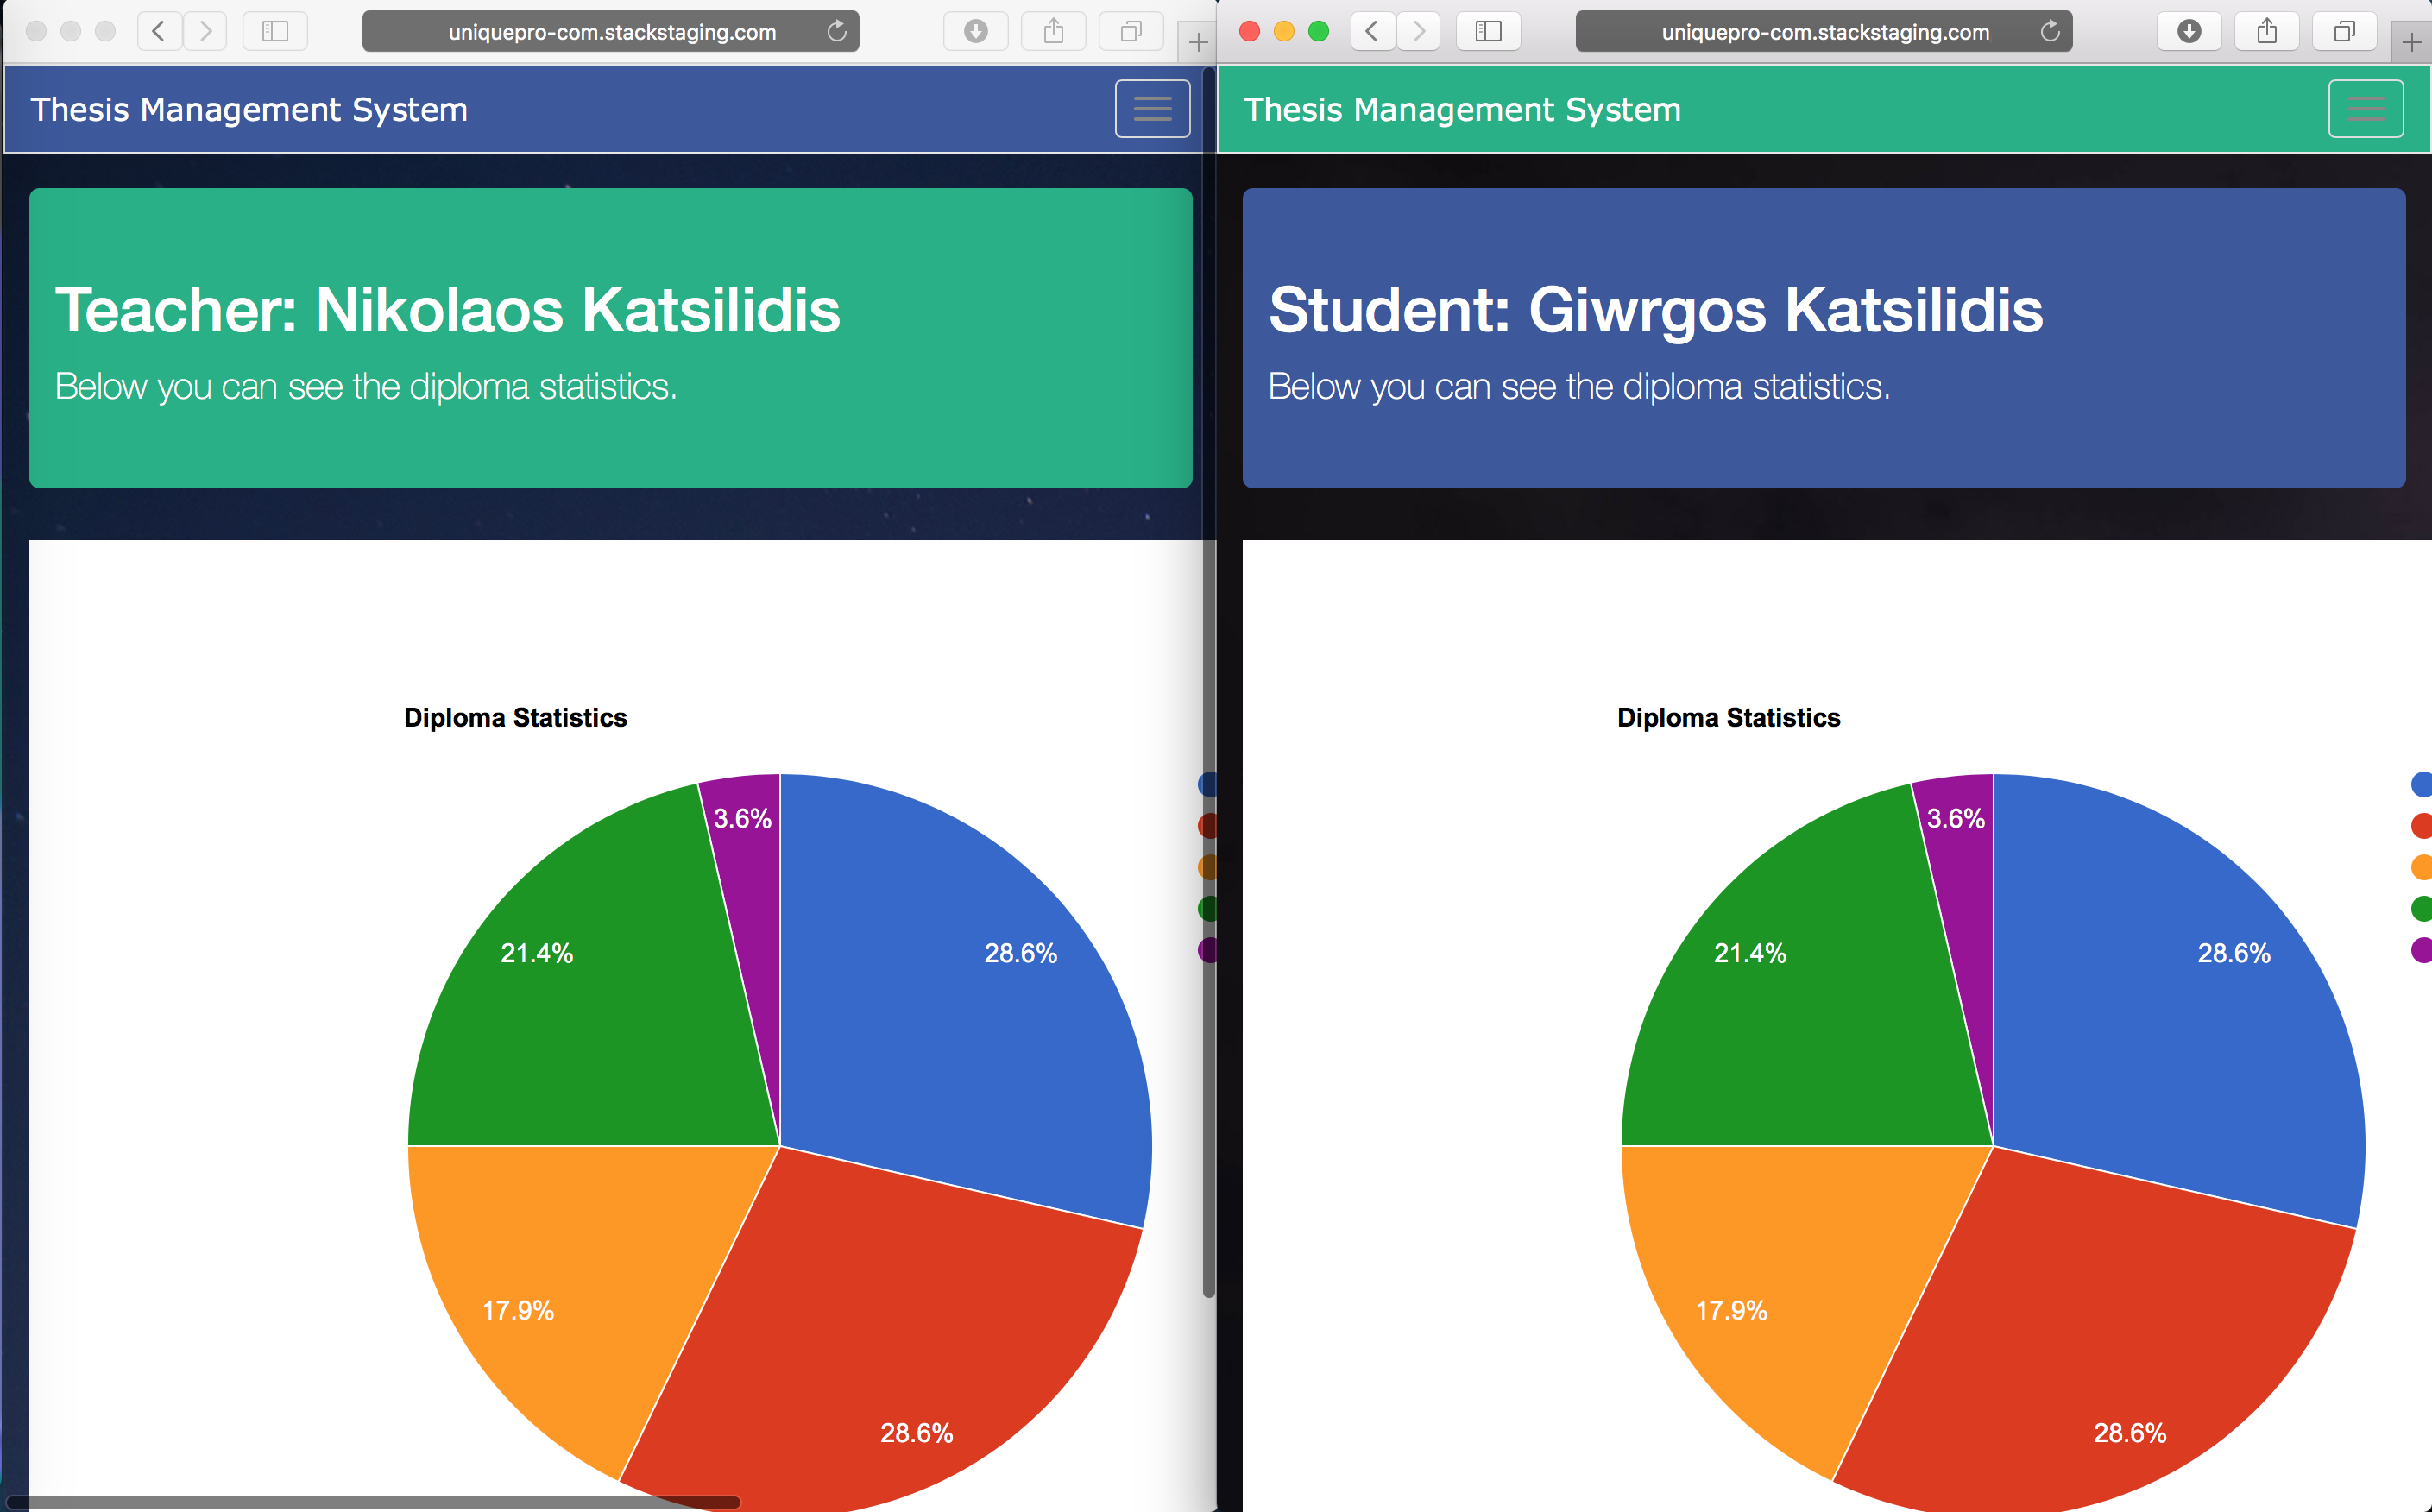 uniquepro-com.stackstaging.com
Thesis Management System
Teacher: Nikolaos Katsilidis
Below you can see the diploma statistics.
Diploma Statistics
3.6%
28.6%
21.4%
17.9%
28.6%
uniquepro-com.stackstaging.com
Thesis Management System
Student: Giwrgos Katsilidis
Below you can see the diploma statistics.
Diploma Statistics
3.6%
28.6%
21.4%
17.9%
28.6%